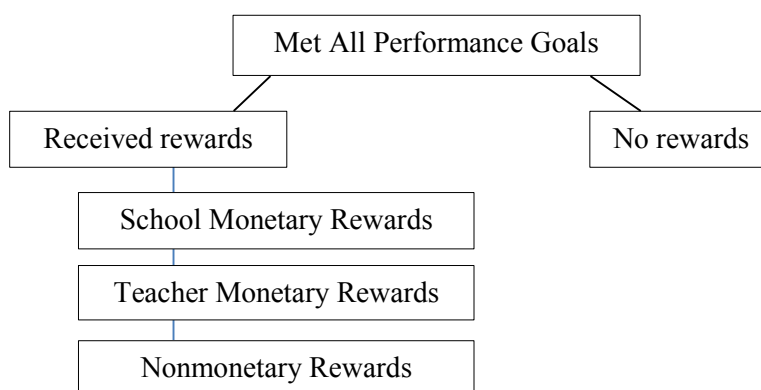 Met All Performance Goals
Received rewards
No rewards
School Monetary Rewards
Teacher Monetary Rewards
Nonmonetary Rewards